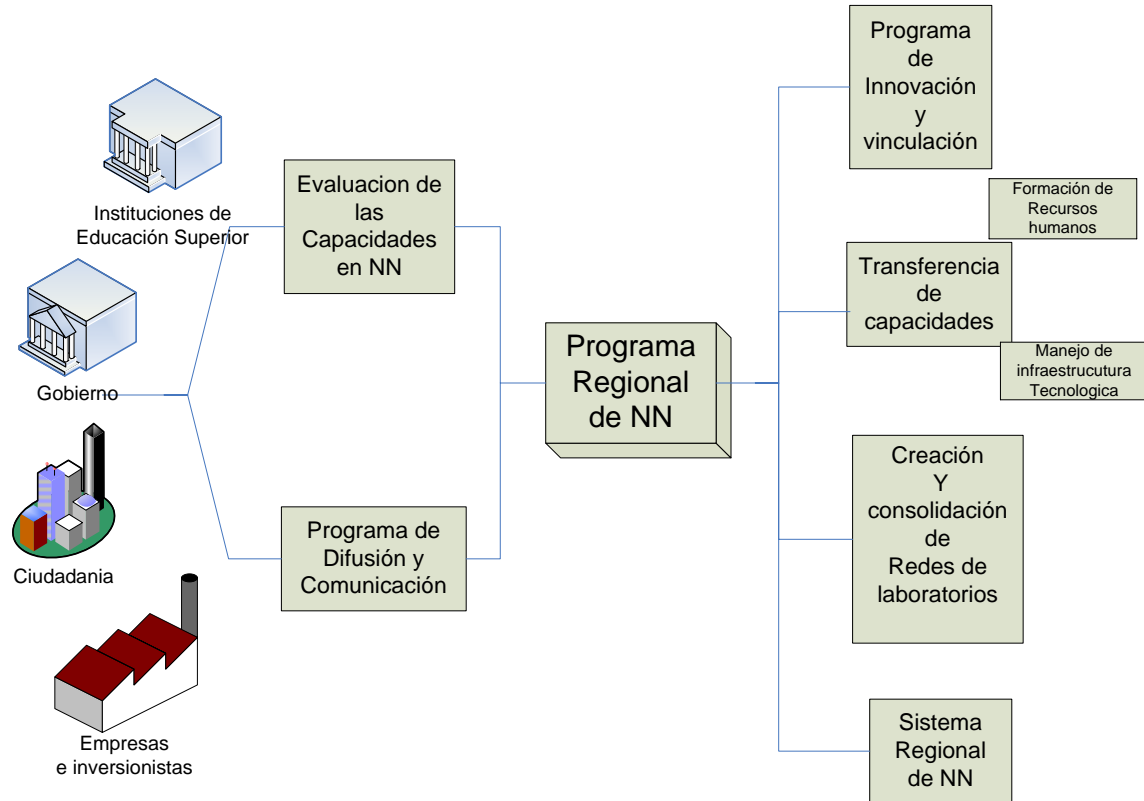 Instituciones de
Educación Superior
Gobierno
Ciudadania
Empresas
e inversionistas
Evaluacion de
las
Capacidades
en NN
Programa de
Difusión y
Comunicación
Programa
Regional
de NN
Programa
de
Innovación
y
vinculación
Formación de
Recursos
humanos
Transferencia
de
capacidades
Manejo de
infraestrucutura
Tecnologica
Creación
Y
consolidación
de
Redes de
laboratorios
Sistema
Regional
de NN